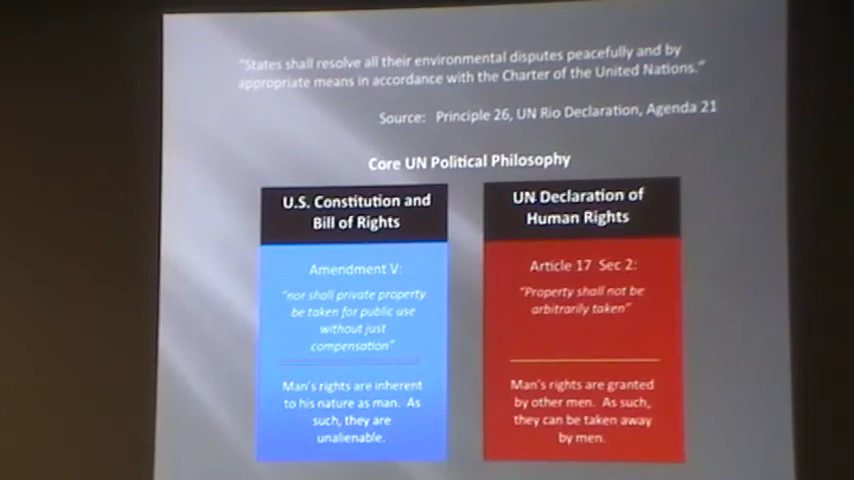 "States shall resolve all their environmental disputes peacefully and by
appropriate means in accordance with the Charter of the United Nations."
Source: Principle 26, UN Rio Declaration, Agenda 21
Core UN Political Philosophy
U.S. Constitution and
Bill of Rights
Amendment V:
"nor shall private property
be taken for public use
without just
compensation"
Man's rights are inherent
to his nature as man. As
such, they are
unalienable.
UN Declaration of
Human Rights
Article 17 Sec 2:
"Property shall not be
arbitrarily taken"
Man's rights are granted
by other men. As such,
they can be taken away
by men.